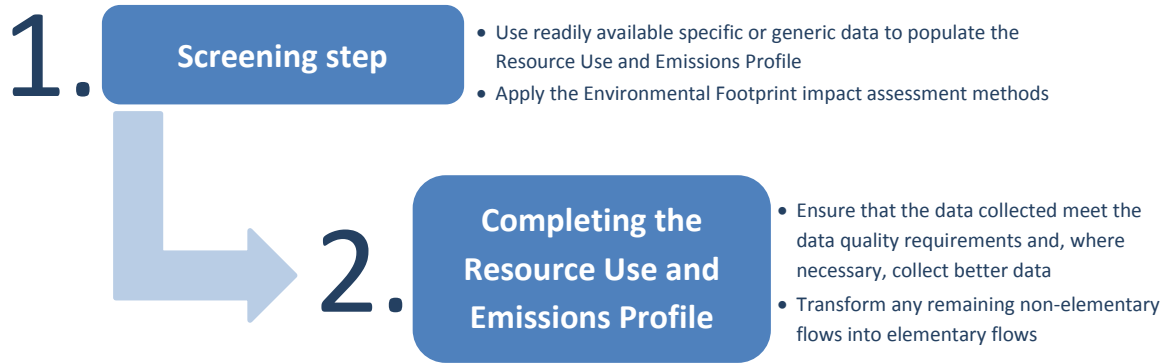 1.
Screening step
• Use readily available specific or generic data to populate the
Resource Use and Emissions Profile
• Apply the Environmental Footprint impact assessment methods
2.
Completing the
Resource Use and
Emissions Profile
• Ensure that the data collected meet the
data quality requirements and, where
necessary, collect better data
• Transform any remaining non-elementary
flows into elementary flows